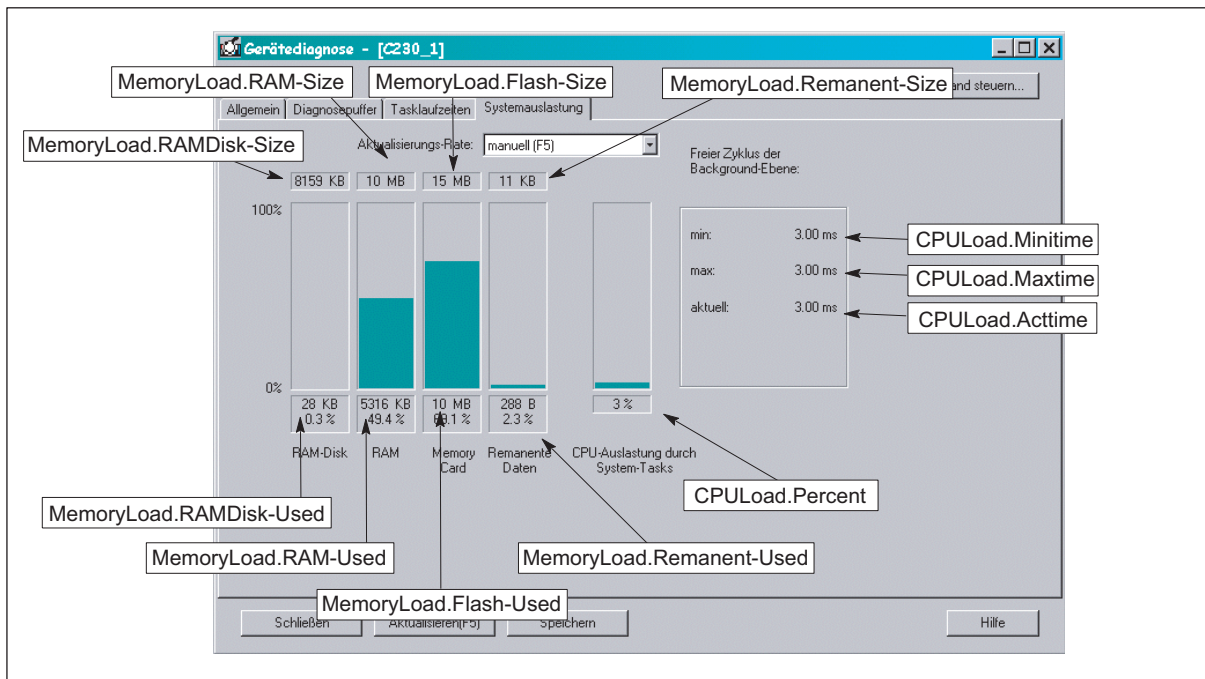 Gerätediagnose - [C230_1]
MemoryLoad.RAM-Size
MemoryLoad.Flash-Size
MemoryLoad.Remanent-Size
and steuern...
Allgemein
Diagnosepuffer
Tasklaufzeiten
Systemauslastung
MemoryLoad.RAMDisk-Size
Aktualisierungs-Rate:
manuell (F5)
Freier Zyklus der
Background-Ebene:
8159 KB
10 MB
15 MB
11 KB
100%
min:
3.00 ms
CPULoad.Minitime
max:
3.00 ms
CPULoad.Maxtime
aktuell:
3.00 ms
CPULoad.Acttime
0%
28 KB
0.3 %
5316 KB
49.4 %
10 MB
.1 %
288 B
2.3 %
3 %
RAM-Disk
RAM
Memory
Card
Remanente
Daten
CPU-Auslastung durch
System-Tasks
CPULoad.Percent
MemoryLoad.RAMDisk-Used
MemoryLoad.RAM-Used
MemoryLoad.Remanent-Used
MemoryLoad.Flash-Used
Schließen
Aktualisieren(F5)
Speichern
Hilfe